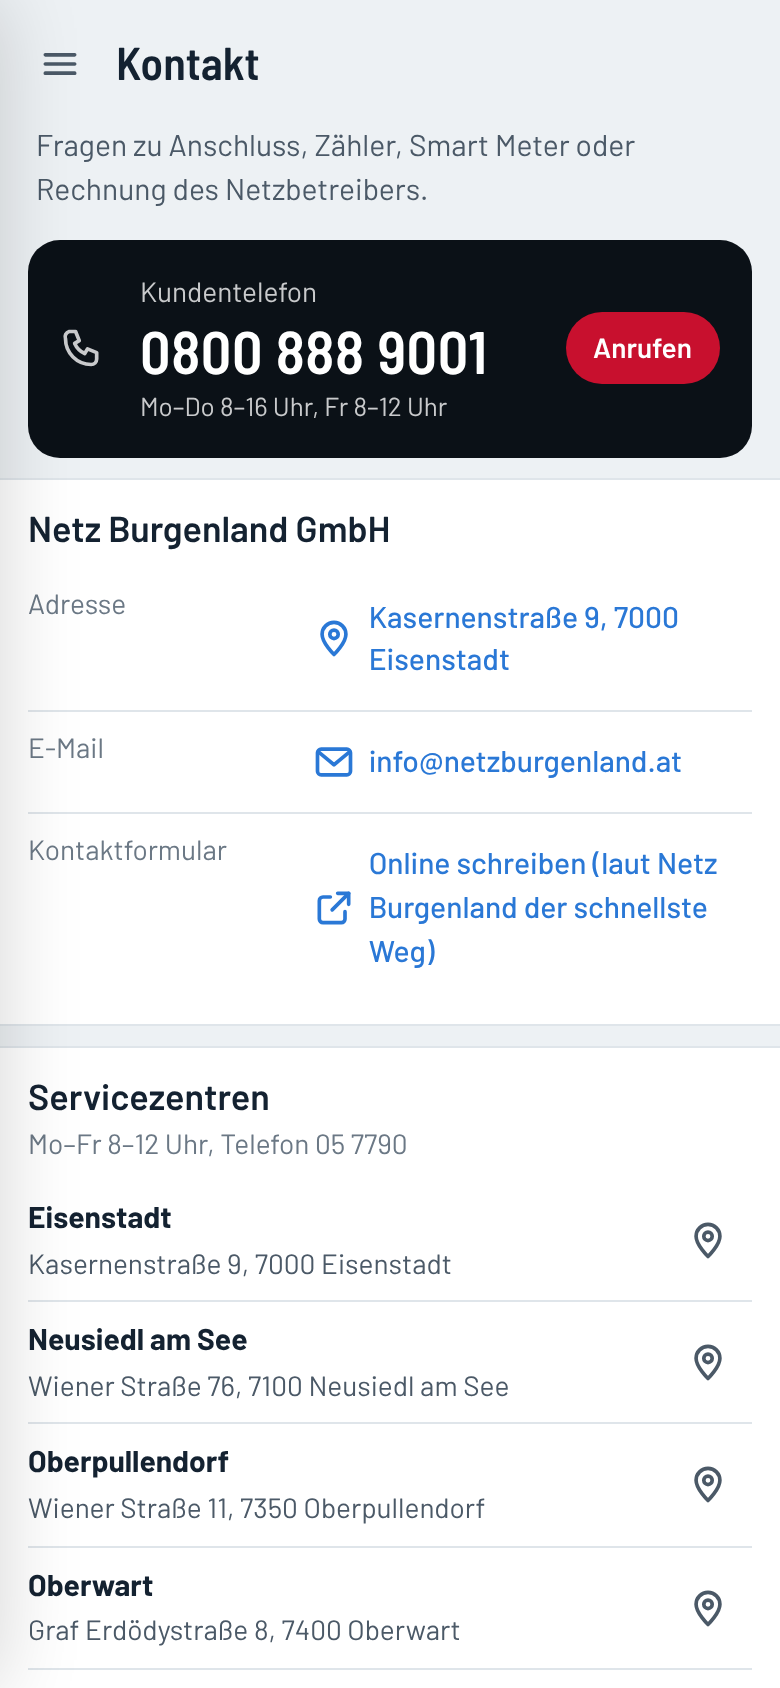 Kontakt
Fragen zu Anschluss, Zähler, Smart Meter oder
Rechnung des Netzbetreibers.
Kundentelefon
0800 888 9001
Mo–Do 8–16 Uhr, Fr 8–12 Uhr
Anrufen
Netz Burgenland GmbH
Adresse
Kasernenstraße 9, 7000
Eisenstadt
E-Mail
info@netzburgenland.at
Kontaktformular
Online schreiben (laut Netz
Burgenland der schnellste
Weg)
Servicezentren
Mo–Fr 8–12 Uhr, Telefon 05 7790
Eisenstadt
Kasernenstraße 9, 7000 Eisenstadt
Neusiedl am See
Wiener Straße 76, 7100 Neusiedl am See
Oberpullendorf
Wiener Straße 11, 7350 Oberpullendorf
Oberwart
Graf Erdödystraße 8, 7400 Oberwart